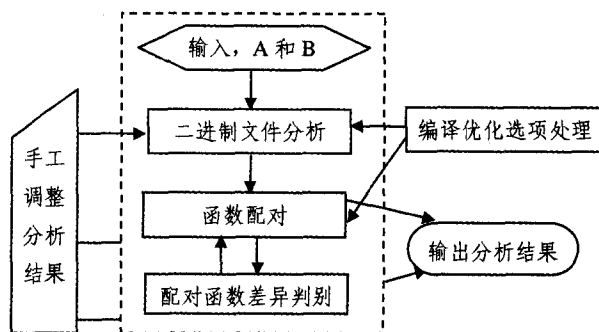 输入，A 和 B
二进制文件分析
编译优化选项处理
手工
调整
分析
结果
函数配对
输出分析结果
配对函数差异判别